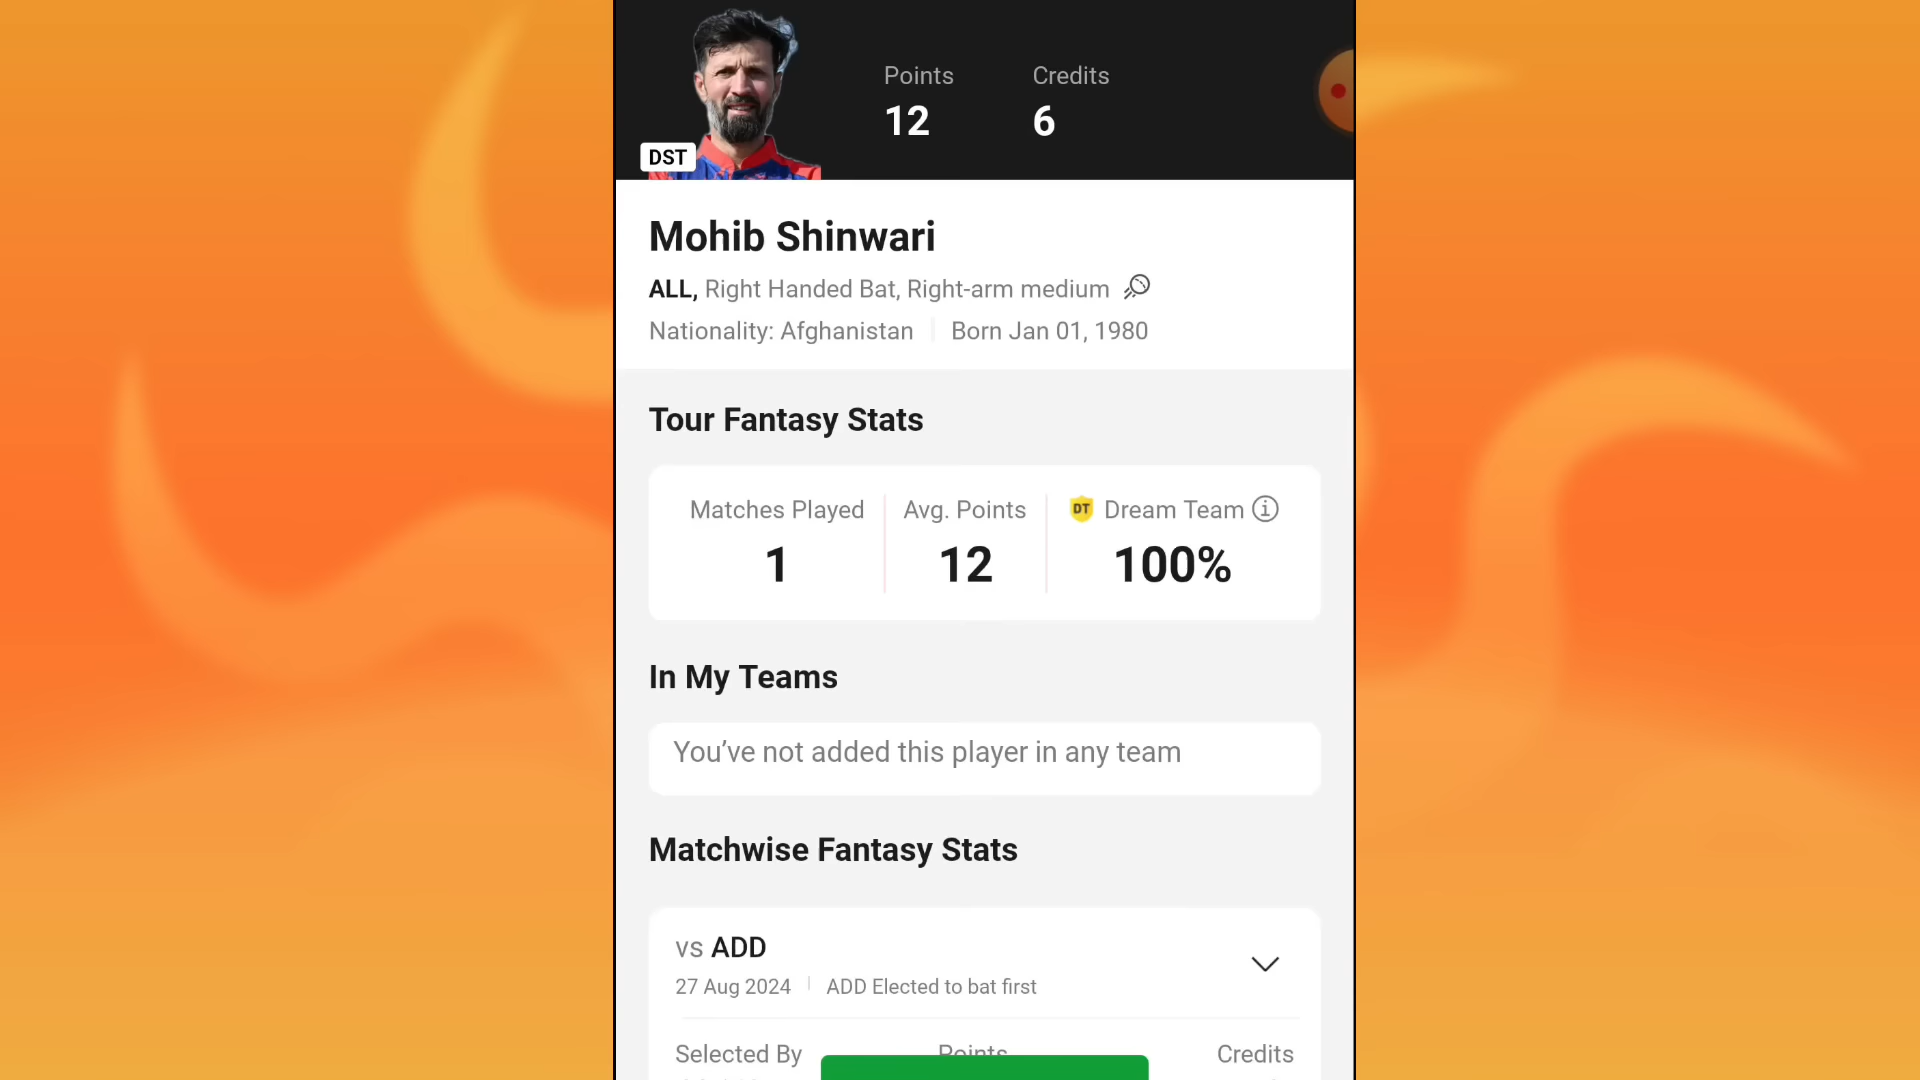 Points
Credits
12
6
DST
Mohib Shinwari
ALL, Right Handed Bat, Right-arm medium
Nationality: Afghanistan
Born Jan 01, 1980
Tour Fantasy Stats
Matches Played
Avg. Points
DT Dream Team
1
12
100%
In My Teams
You’ve not added this player in any team
Matchwise Fantasy Stats
vs ADD
27 Aug 2024
ADD Elected to bat first
Selected By
Points
Credits